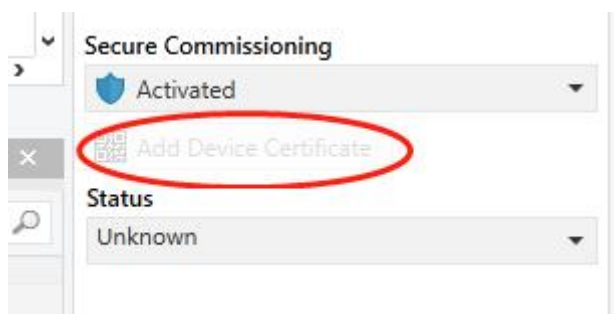 Secure Commissioning
Activated
Add Device Certificate
Status
Unknown